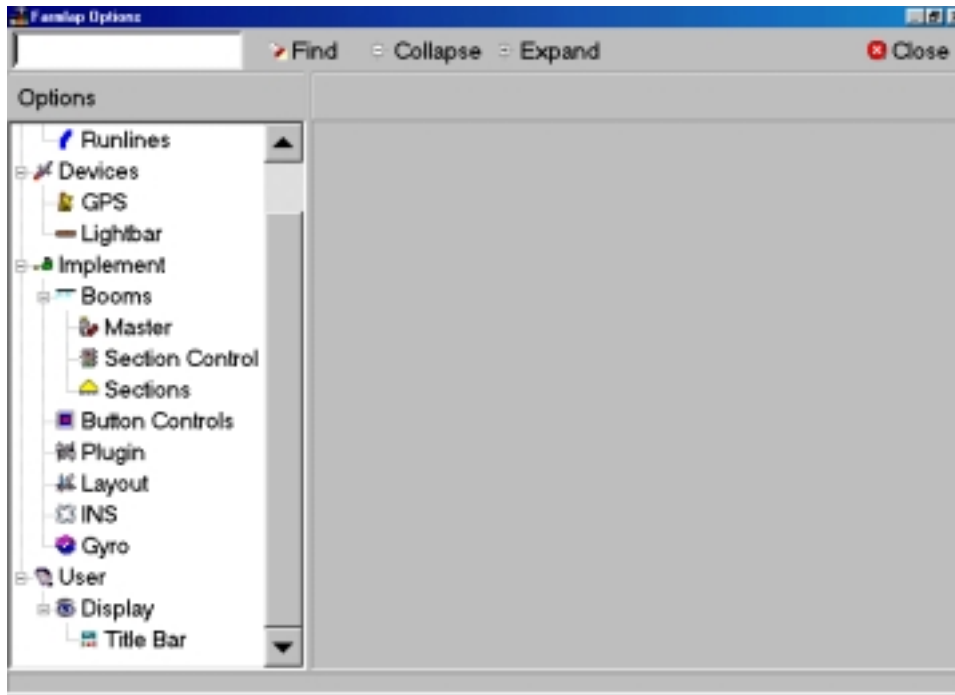 Farmlap Options
Find Collapse Expand Close
Options
Runlines
Devices
GPS
Lightbar
Implement
Booms
Master
Section Control
Sections
Button Controls
Plugin
Layout
INS
Gyro
User
Display
Title Bar